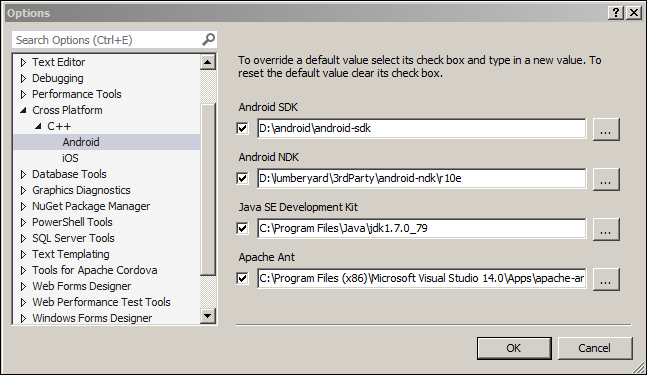 Options
Search Options (Ctrl+E)
Text Editor
Debugging
Performance Tools
Cross Platform
C++
Android
iOS
Database Tools
Graphics Diagnostics
NuGet Package Manager
PowerShell Tools
SQL Server Tools
Text Templating
Tools for Apache Cordova
Web Forms Designer
Web Performance Test Tools
Windows Forms Designer
To override a default value select its check box and type in a new value. To
reset the default value clear its check box.
Android SDK
D:\android\android-sdk
...
Android NDK
D:\lumberyard\3rdParty\android-ndk\r10e
...
Java SE Development Kit
C:\Program Files\Java\jdk1.7.0_79
...
Apache Ant
C:\Program Files (x86)\Microsoft Visual Studio 14.0\Apps\apache-an
...
OK
Cancel